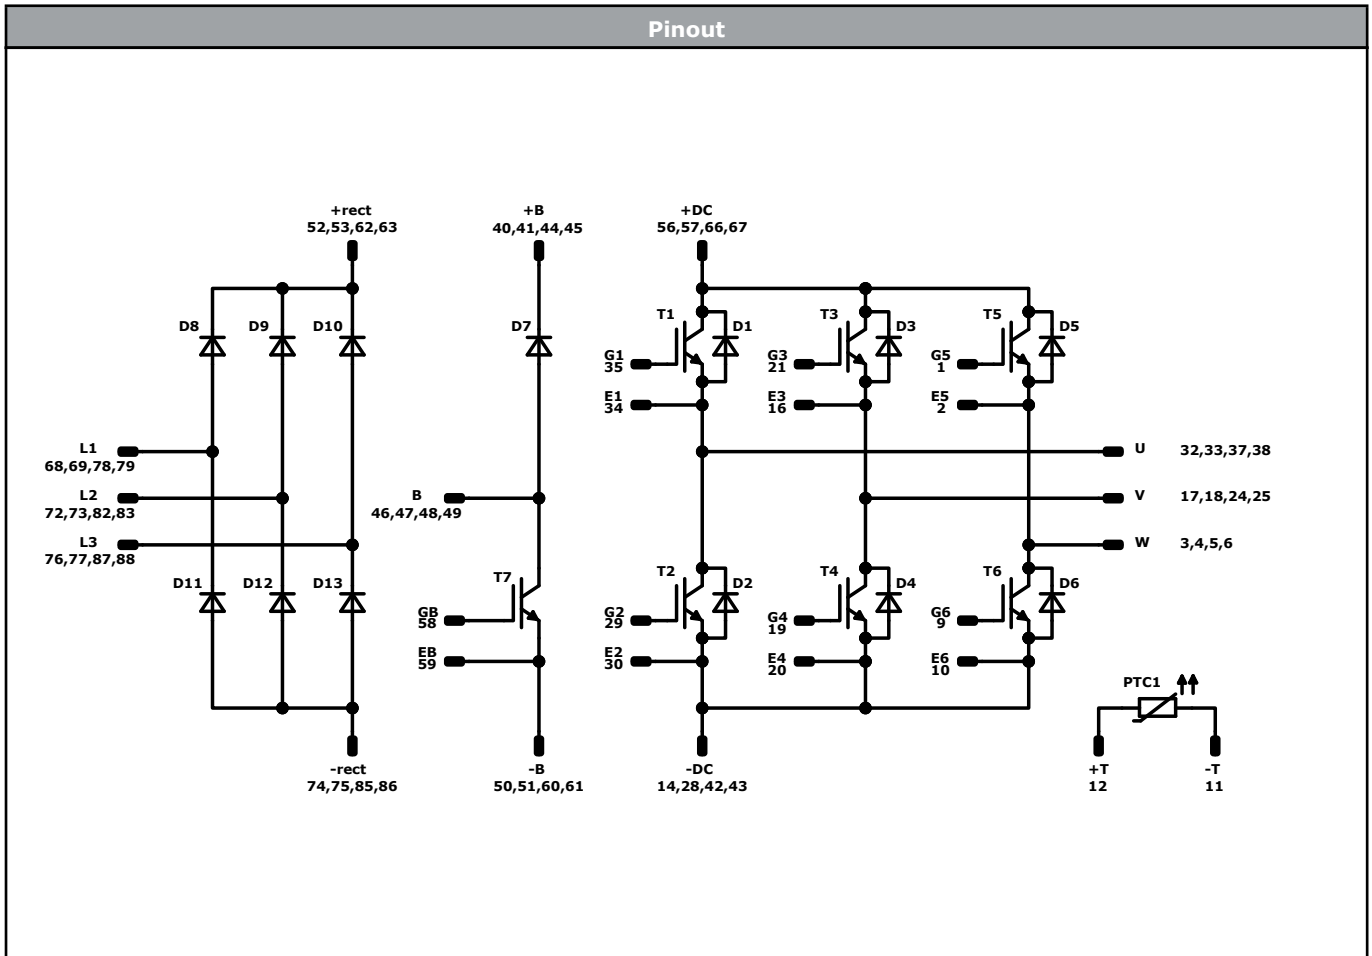 Pinout
+rect
52,53,62,63
+B
40,41,44,45
+DC
56,57,66,67
D8
D9
D10
D7
T1
D1
T3
D3
T5
D5
G1
35
G3
21
G5
1
E1
34
E3
16
E5
2
L1
68,69,78,79
U 32,33,37,38
L2
72,73,82,83
B
46,47,48,49
V 17,18,24,25
L3
76,77,87,88
W 3,4,5,6
D11
D12
D13
T7
T2
D2
T4
D4
T6
D6
GB
58
G2
29
G4
19
G6
9
EB
59
E2
30
E4
20
E6
10
PTC1
-rect
74,75,85,86
-B
50,51,60,61
-DC
14,28,42,43
+T
12
-T
11